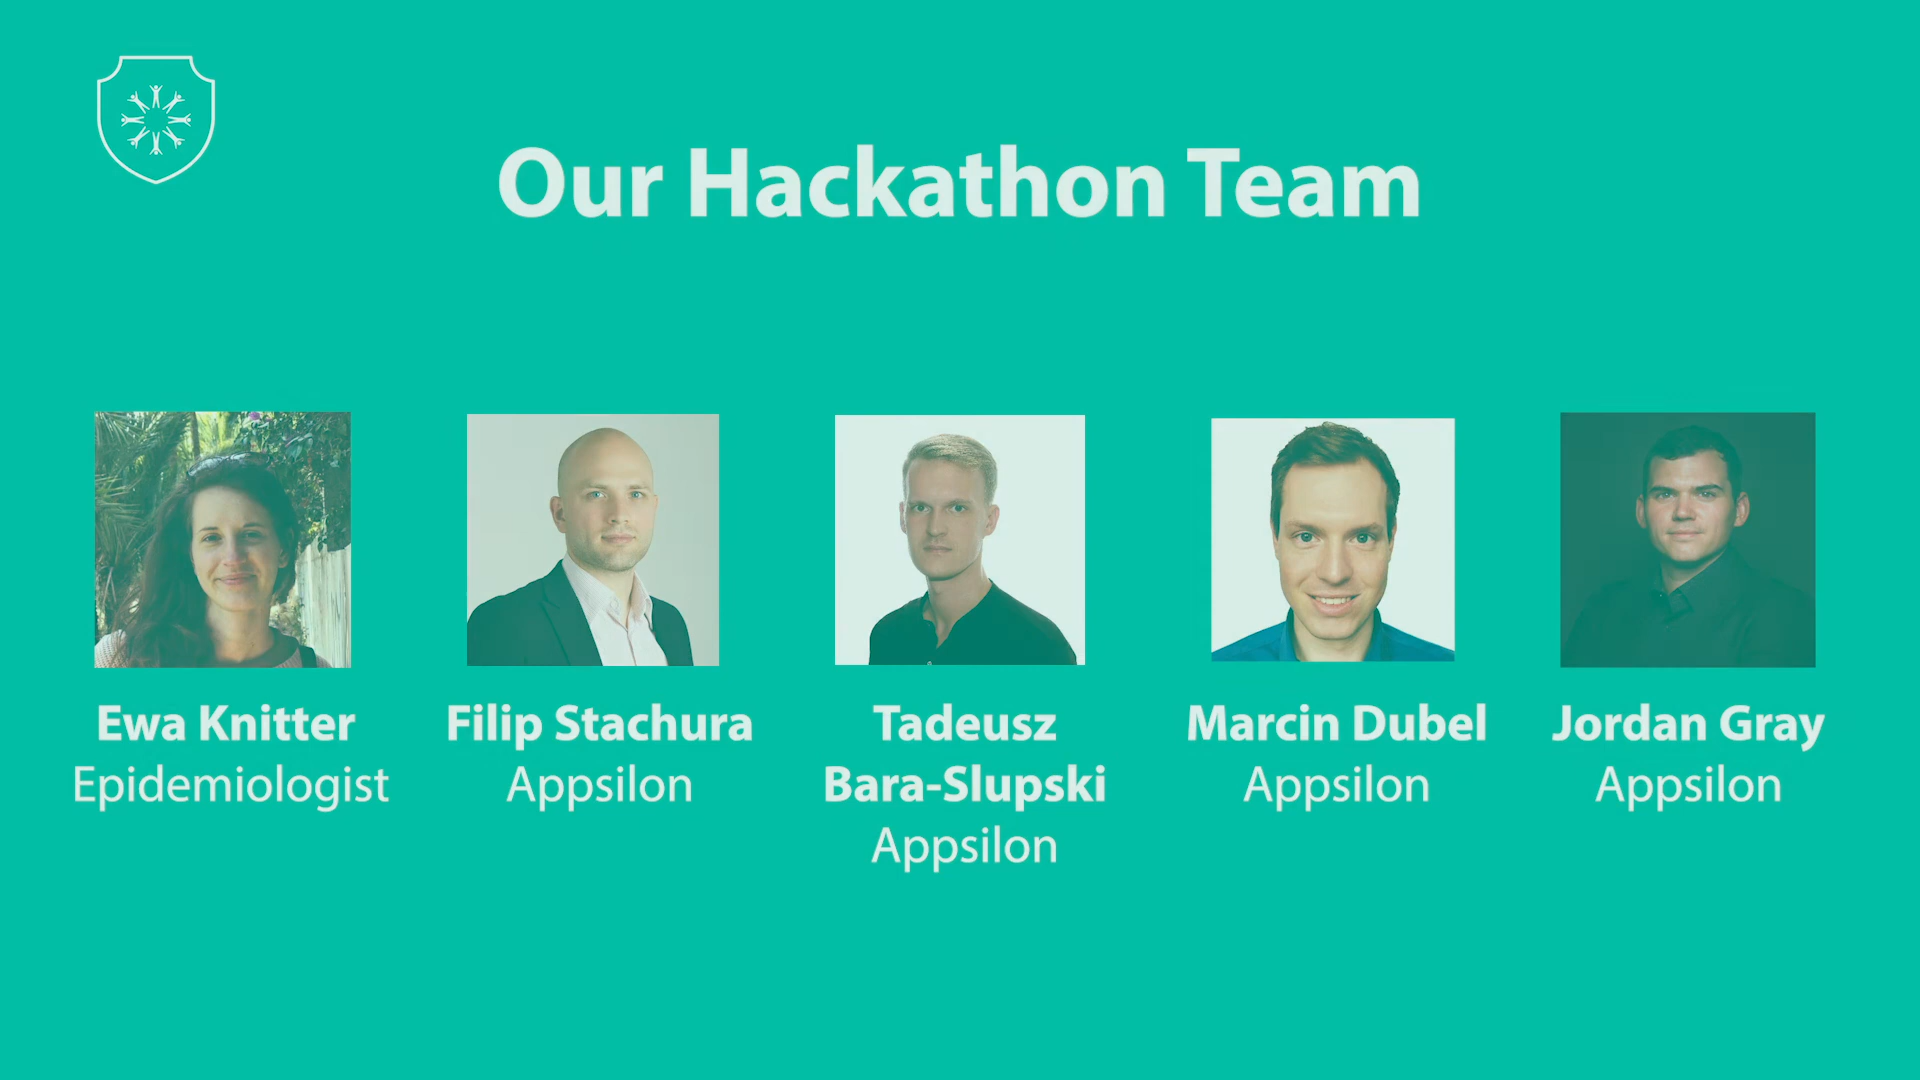 Our Hackathon Team
Ewa Knitter
Epidemiologist
Filip Stachura
Appsilon
Tadeusz
Bara-Slupski
Appsilon
Marcin Dubel
Appsilon
Jordan Gray
Appsilon